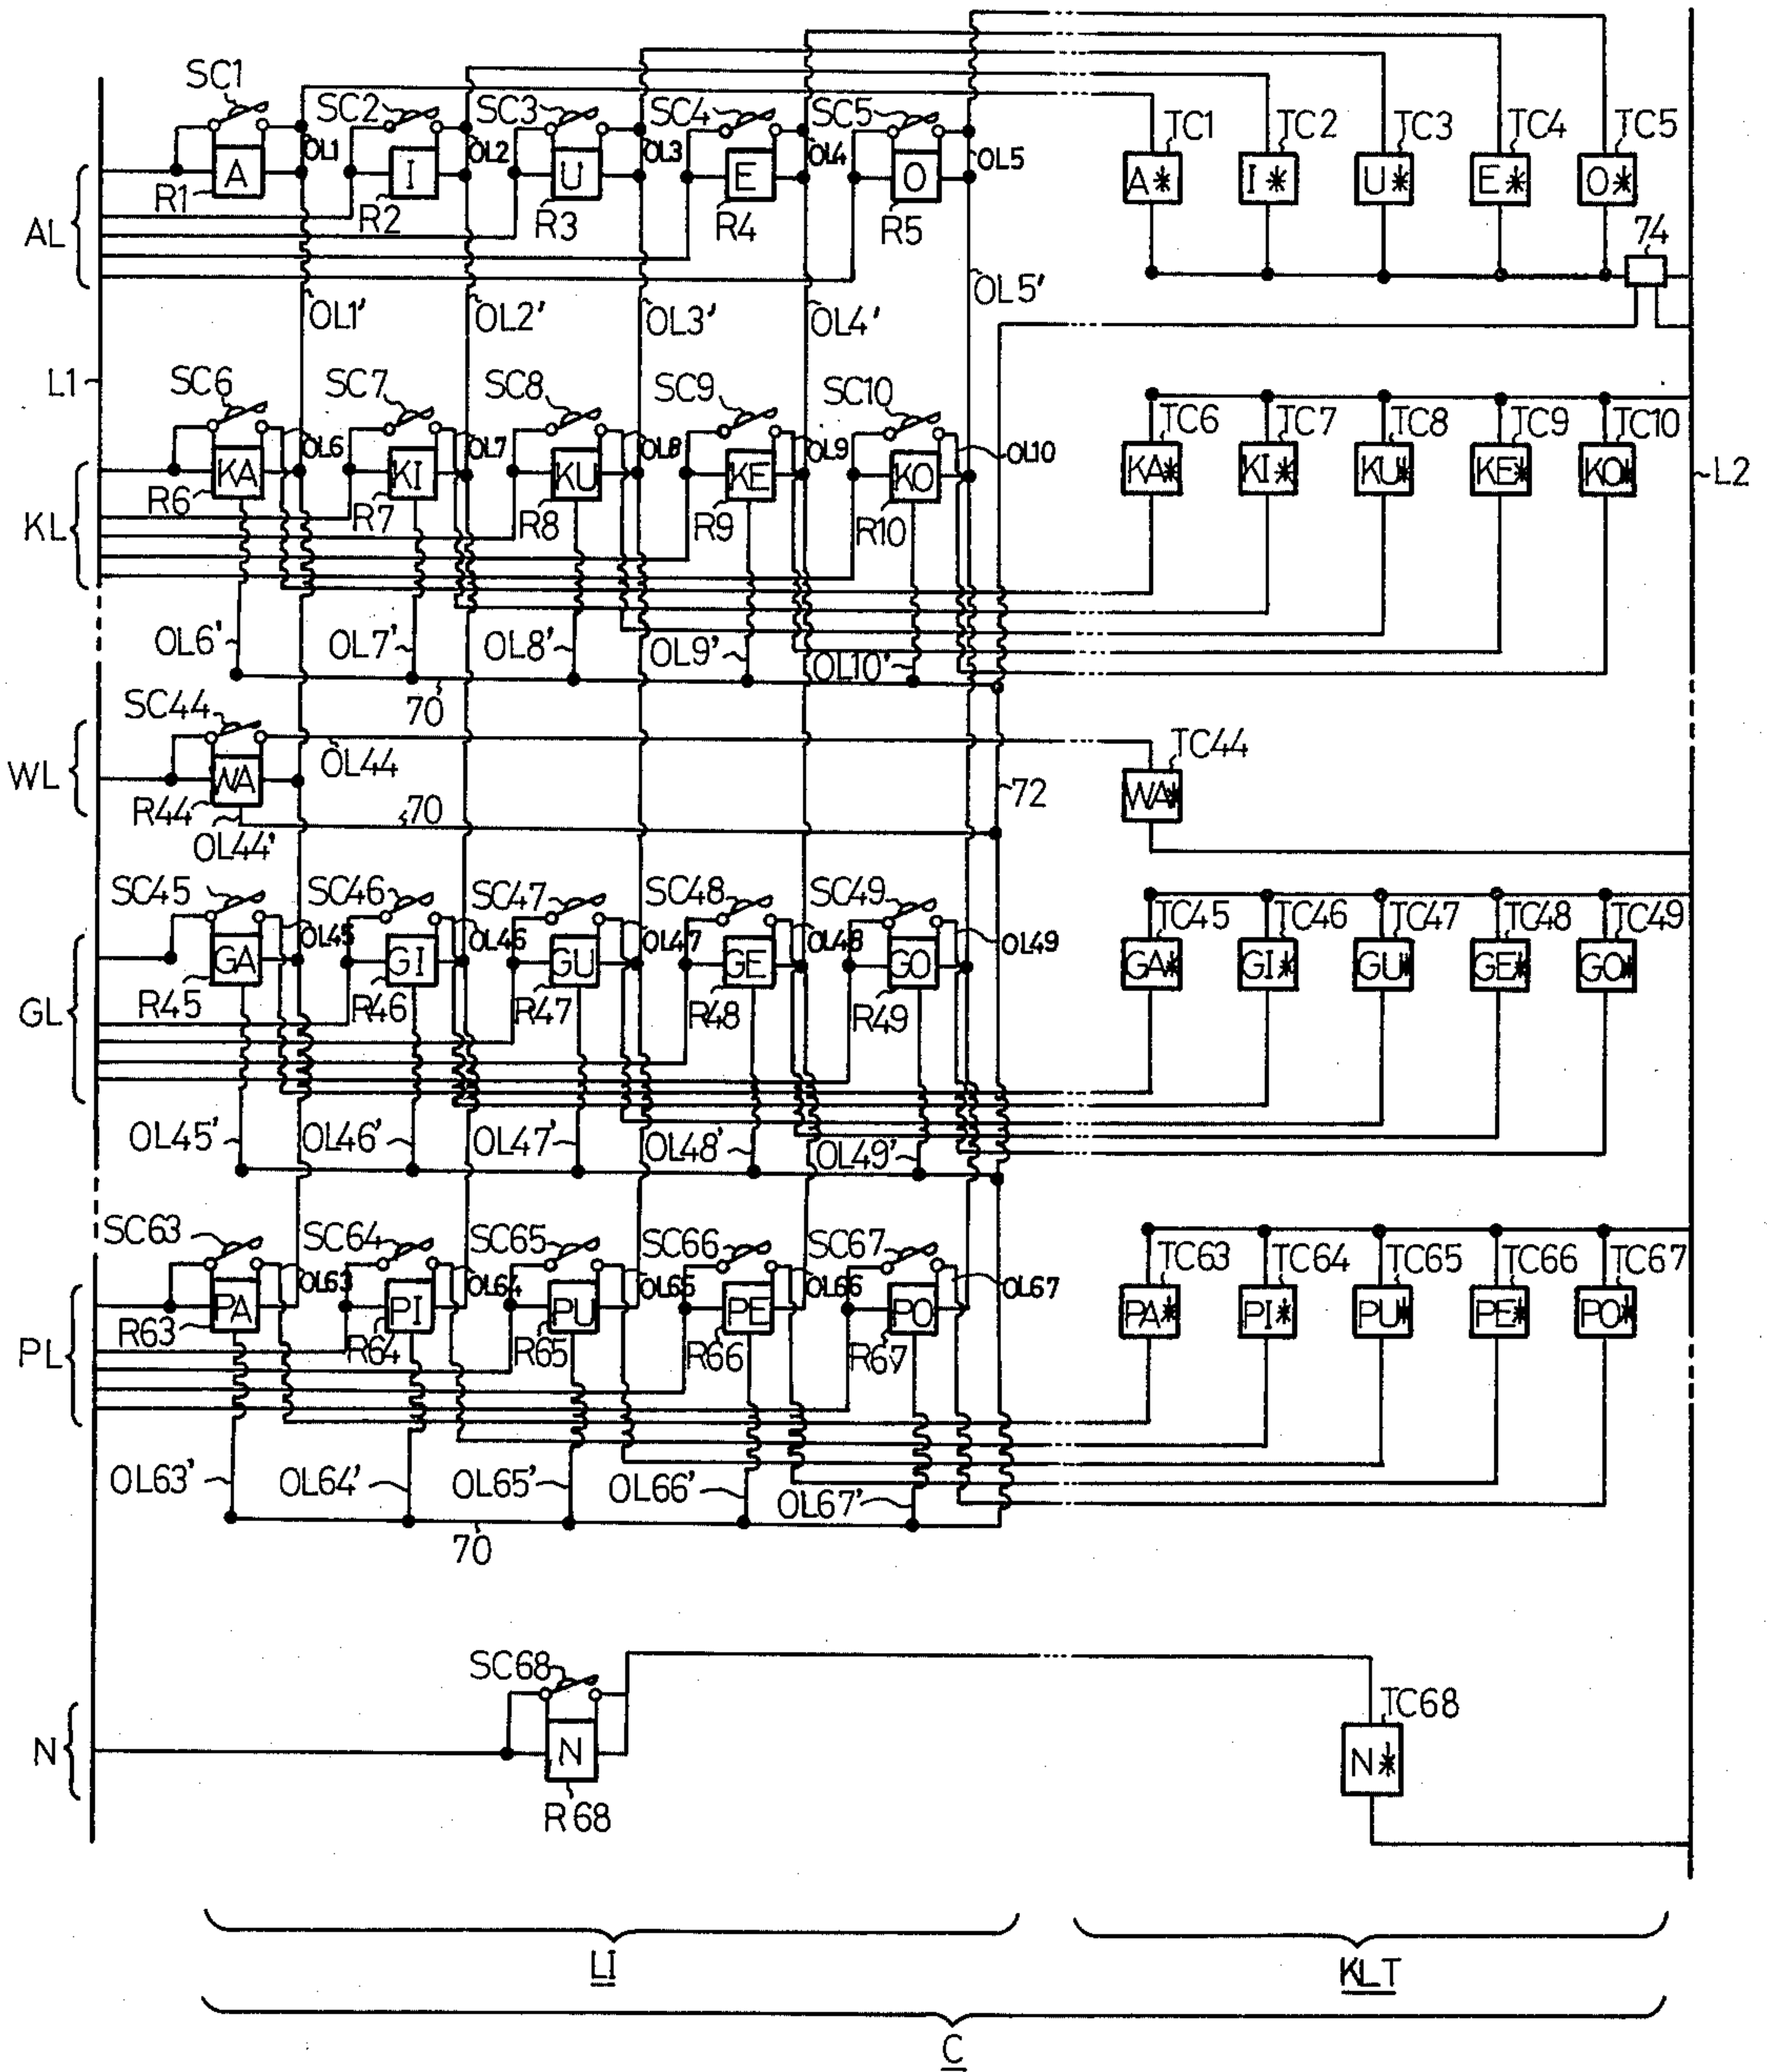 SC1 SC2 SC3 SC4 SC5
TC1 TC2 TC3 TC4 TC5
OL1 OL2 OL3 OL4 OL5
A I U E O
A* I* U* E* O*
R1 R2 R3 R4 R5
AL
74
OL1' OL2' OL3' OL4' OL5'
L1
SC6 SC7 SC8 SC9 SC10
TC6 TC7 TC8 TC9 TC10
OL6 OL7 OL8 OL9 OL10
L2
KA KI KU KE KO
KA* KI* KU* KE* KO*
R6 R7 R8 R9 R10
KL
OL6' OL7' OL8' OL9' OL10'
70
SC44
OL44
TC44
WL
WA
WA*
72
R44
70
OL44'
SC45 SC46 SC47 SC48 SC49
TC45 TC46 TC47 TC48 TC49
OL45 OL46 OL47 OL48 OL49
GA GI GU GE GO
GA* GI* GU* GE* GO*
R45 R46 R47 R48 R49
GL
OL45' OL46' OL47' OL48' OL49'
SC63 SC64 SC65 SC66 SC67
TC63 TC64 TC65 TC66 TC67
OL63 OL64 OL65 OL66 OL67
PA PI PU PE PO
PA* PI* PU* PE* PO*
R63 R64 R65 R66 R67
PL
OL63' OL64' OL65' OL66' OL67'
70
SC68
TC68
N
N
N*
R68
LI
KLT
C